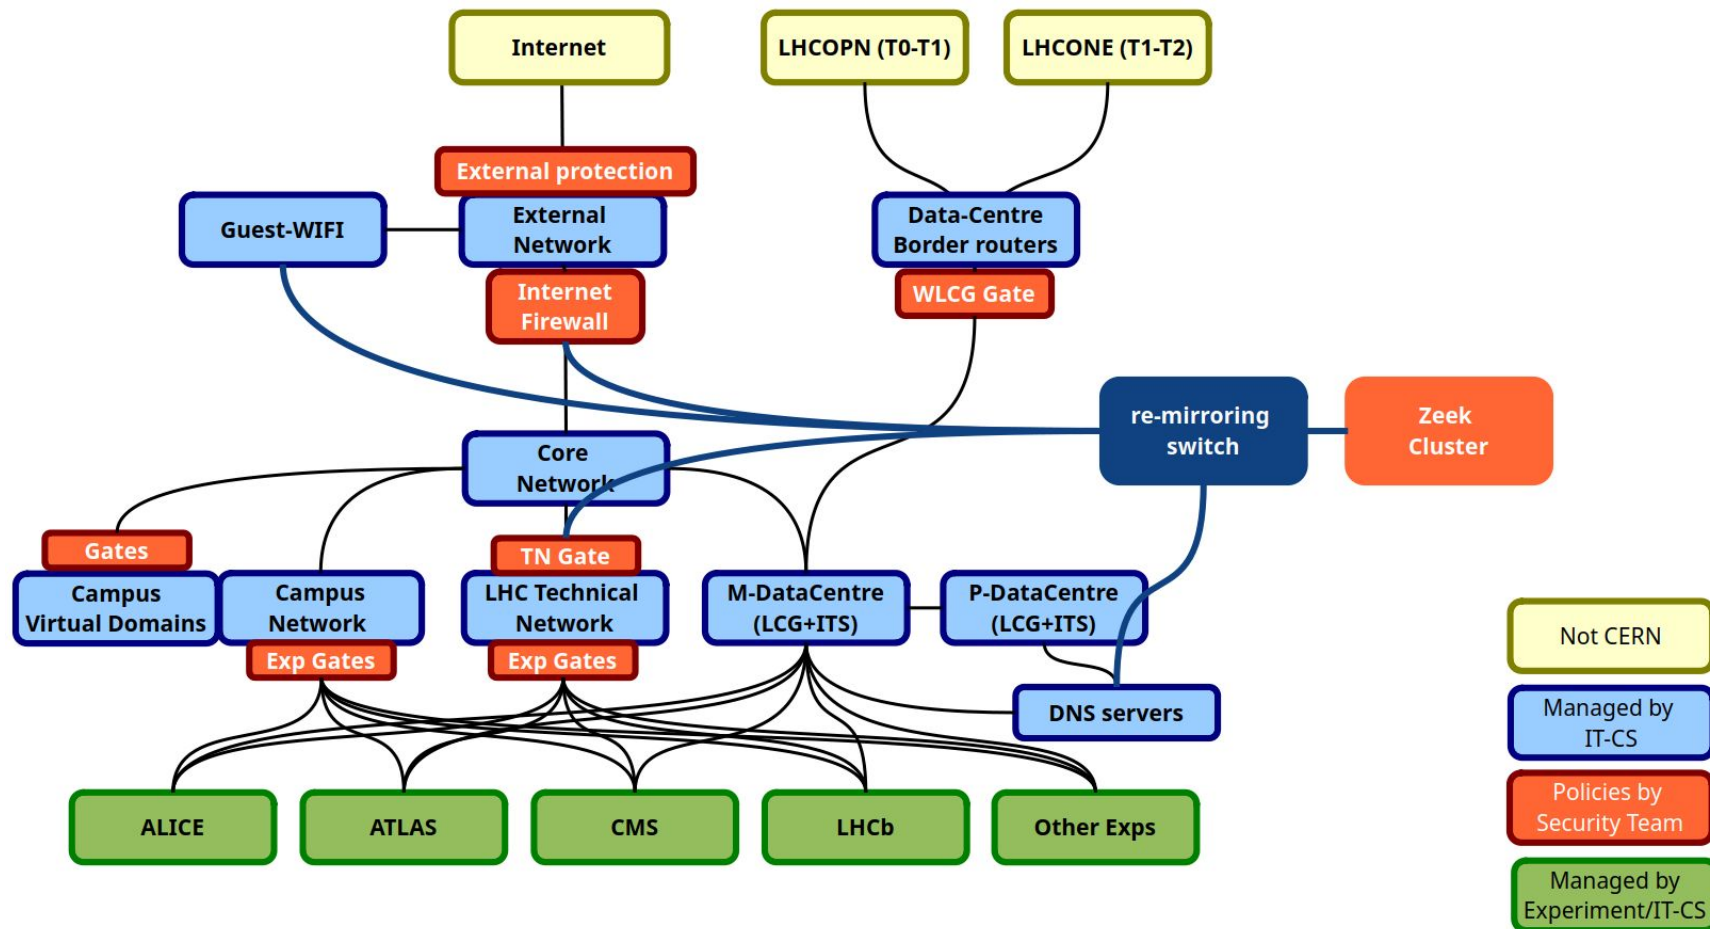 Internet
LHCOPN (T0-T1)
LHCONE (T1-T2)
External protection
Guest-WIFI
External
Network
Data-Centre
Border routers
Internet
Firewall
WLCG Gate
re-mirroring
switch
Zeek
Cluster
Core
Network
Gates
TN Gate
Campus
Virtual Domains
Campus
Network
LHC Technical
Network
M-DataCentre
(LCG+ITS)
P-DataCentre
(LCG+ITS)
Exp Gates
Exp Gates
DNS servers
ALICE
ATLAS
CMS
LHCb
Other Exps
Not CERN
Managed by
IT-CS
Policies by
Security Team
Managed by
Experiment/IT-CS